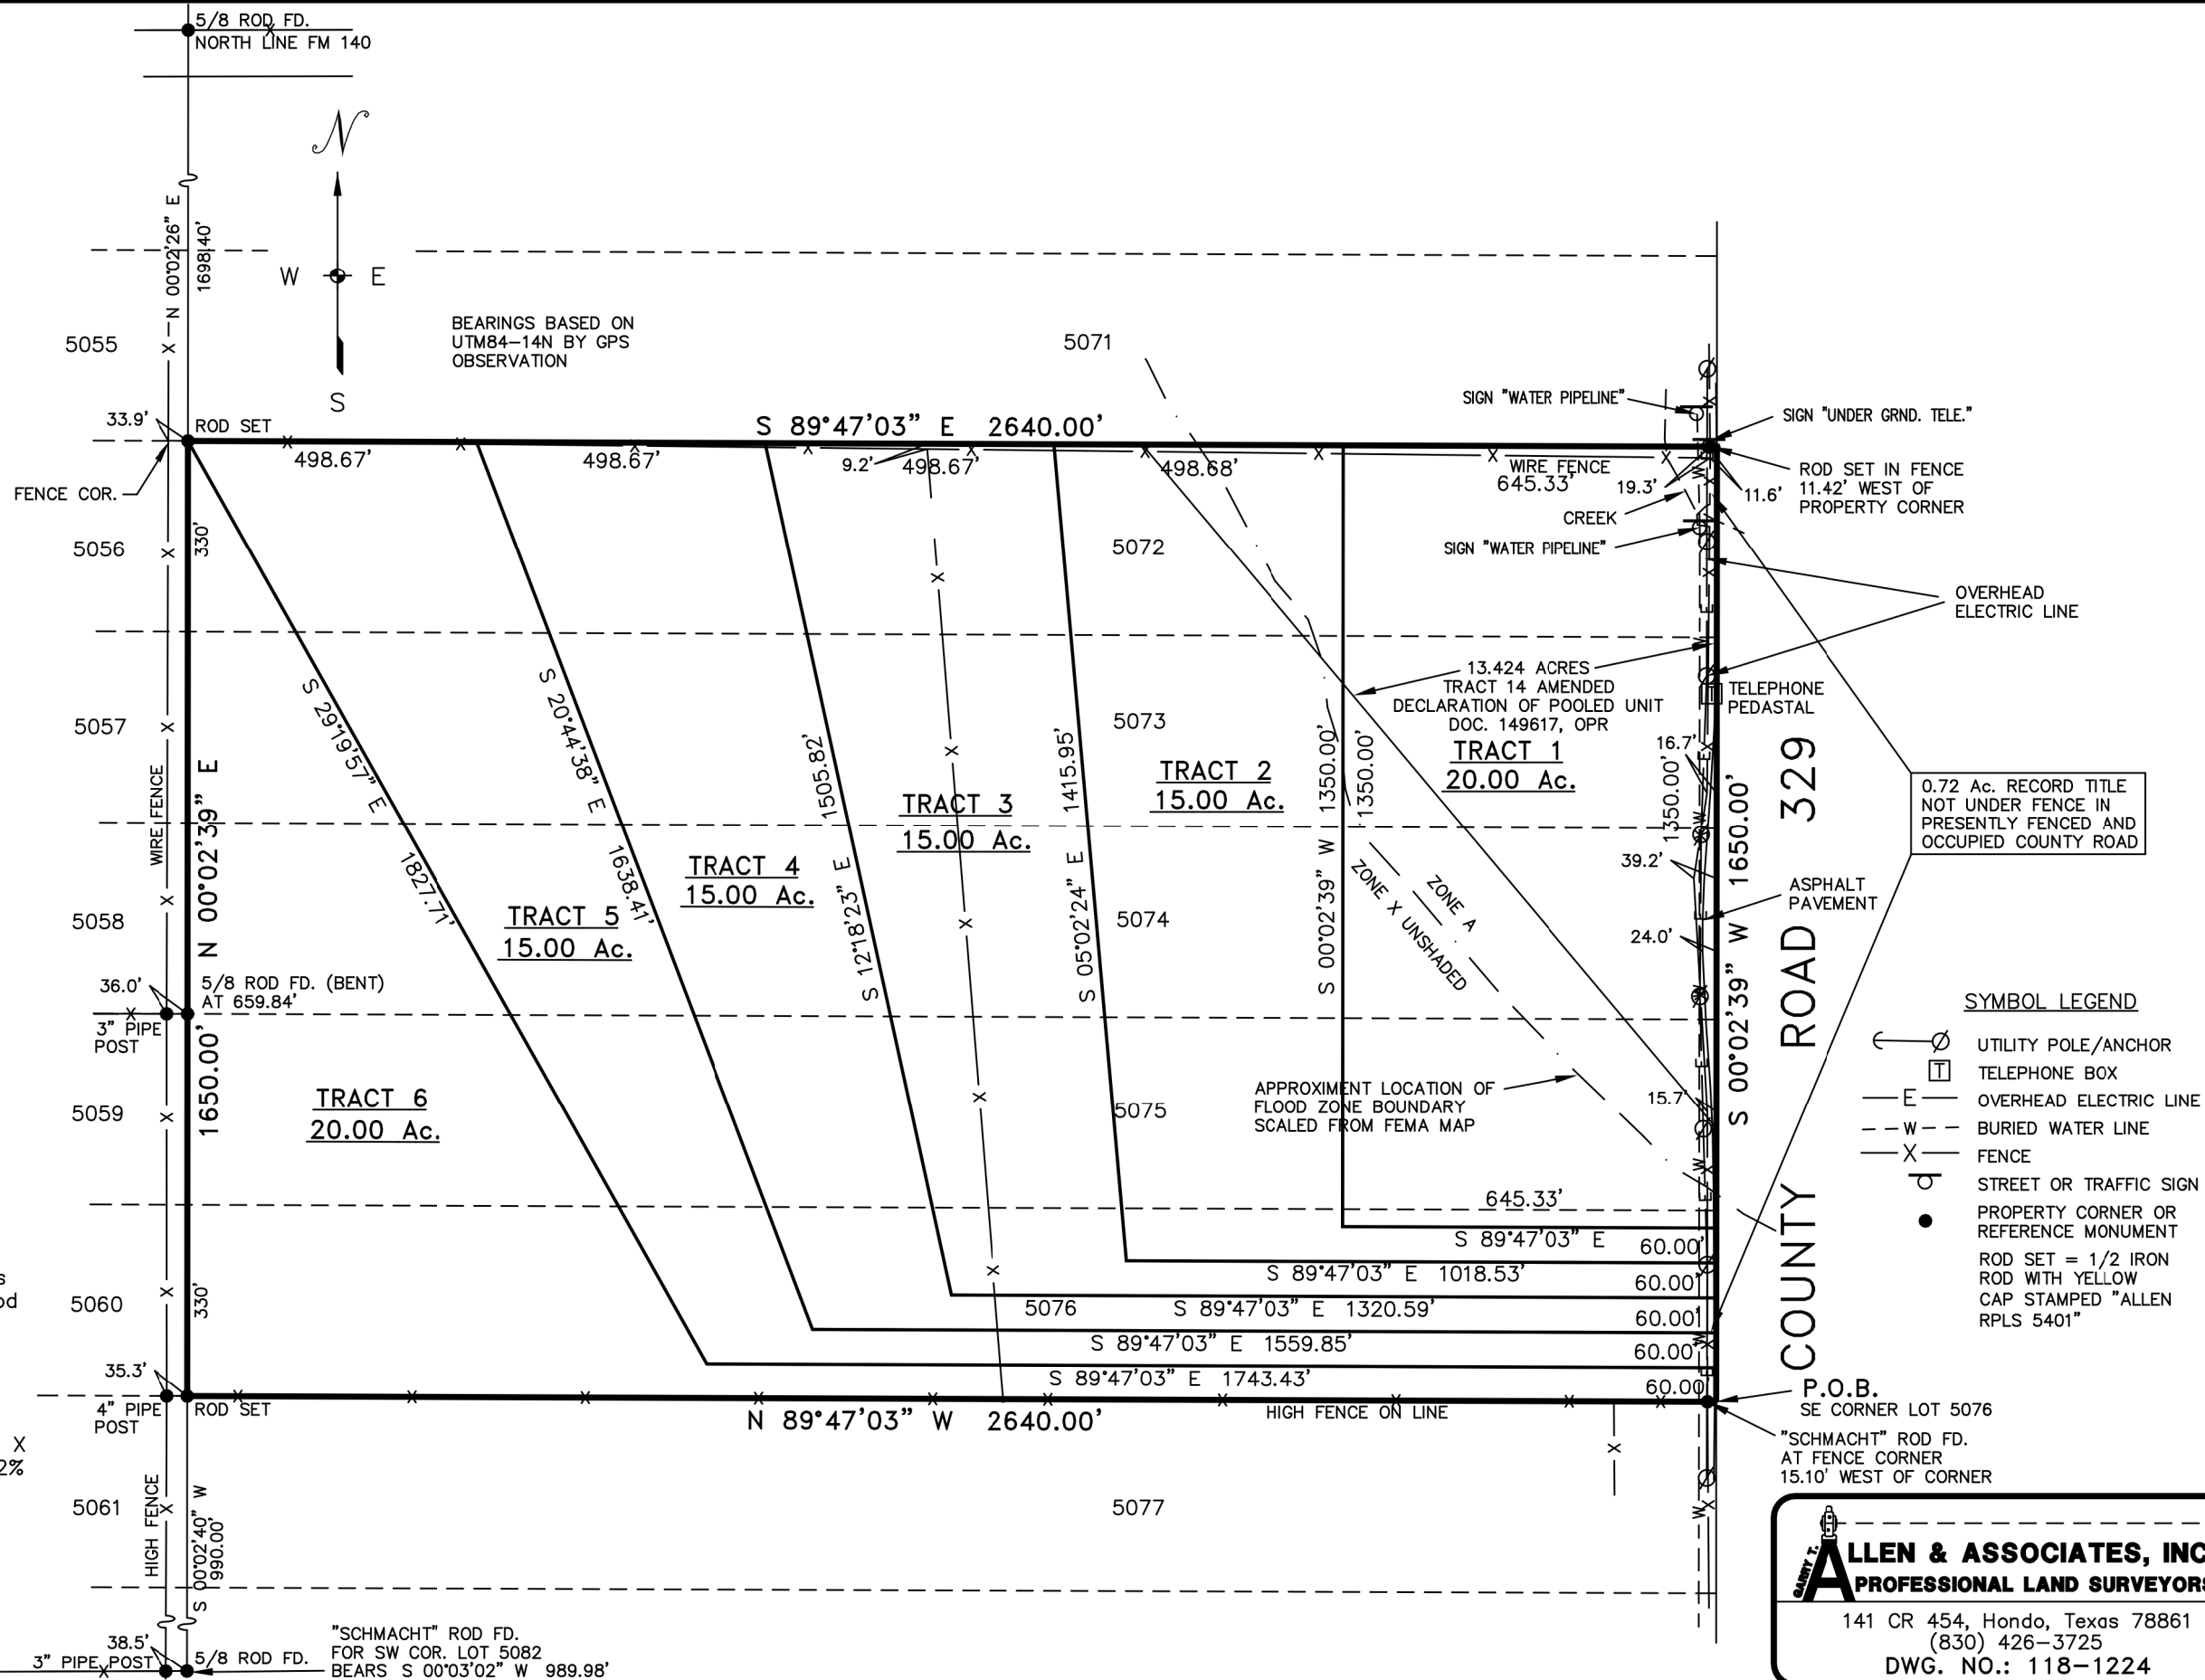 5/8 ROD FD.
NORTH LINE FM 140
N
W E
S
N 00°02'26" E
1698.40'
BEARINGS BASED ON
UTM84-14N BY GPS
OBSERVATION
5055
5071
33.9'
ROD SET
FENCE COR.
S 89°47'03" E 2640.00'
498.67'
498.67'
9.2'
498.67'
498.68'
WIRE FENCE
645.33'
19.3'
11.6'
SIGN "WATER PIPELINE"
SIGN "UNDER GRND. TELE."
ROD SET IN FENCE
11.42' WEST OF
PROPERTY CORNER
CREEK
SIGN "WATER PIPELINE"
5056
330'
5072
OVERHEAD
ELECTRIC LINE
13.424 ACRES
TRACT 14 AMENDED
DECLARATION OF POOLED UNIT
DOC. 149617, OPR
TELEPHONE
PEDASTAL
5057
5073
S 29°19'57" E
1827.71'
S 20°44'38" E
1638.41'
1505.82'
S 12°18'23" E
1415.95'
S 05°02'24" E
1350.00'
S 00°02'39" W
1350.00'
TRACT 1
20.00 Ac.
TRACT 2
15.00 Ac.
TRACT 3
15.00 Ac.
TRACT 4
15.00 Ac.
TRACT 5
15.00 Ac.
TRACT 6
20.00 Ac.
16.7'
1350.00'
39.2'
24.0'
15.7'
S 00°02'39" W 1650.00'
COUNTY ROAD 329
0.72 Ac. RECORD TITLE
NOT UNDER FENCE IN
PRESENTLY FENCED AND
OCCUPIED COUNTY ROAD
ASPHALT
PAVEMENT
WIRE FENCE
1650.00' N 00°02'39" E
5058
5074
ZONE A
ZONE X UNSHADED
36.0'
5/8 ROD FD. (BENT)
AT 659.84'
3" PIPE
POST
5059
5075
APPROXIMENT LOCATION OF
FLOOD ZONE BOUNDARY
SCALED FROM FEMA MAP
SYMBOL LEGEND
UTILITY POLE/ANCHOR
T TELEPHONE BOX
E OVERHEAD ELECTRIC LINE
W BURIED WATER LINE
X FENCE
STREET OR TRAFFIC SIGN
PROPERTY CORNER OR
REFERENCE MONUMENT
ROD SET = 1/2 IRON
ROD WITH YELLOW
CAP STAMPED "ALLEN
RPLS 5401"
645.33'
S 89°47'03" E
60.00'
S 89°47'03" E 1018.53'
60.00'
5060
330'
5076
S 89°47'03" E 1320.59'
60.00'
S 89°47'03" E 1559.85'
60.00'
S 89°47'03" E 1743.43'
60.00'
35.3'
4" PIPE
POST
ROD SET
N 89°47'03" W 2640.00'
HIGH FENCE ON LINE
P.O.B.
SE CORNER LOT 5076
"SCHMACHT" ROD FD.
AT FENCE CORNER
15.10' WEST OF CORNER
X
2%
5061
HIGH FENCE
S 00°02'40" W
990.00'
5077
38.5'
3" PIPE POST
5/8 ROD FD.
"SCHMACHT" ROD FD.
FOR SW COR. LOT 5082
BEARS S 00°03'02" W 989.98'
GARRY T.
ALLEN & ASSOCIATES, INC
PROFESSIONAL LAND SURVEYORS
141 CR 454, Hondo, Texas 78861
(830) 426-3725
DWG. NO.: 118-1224